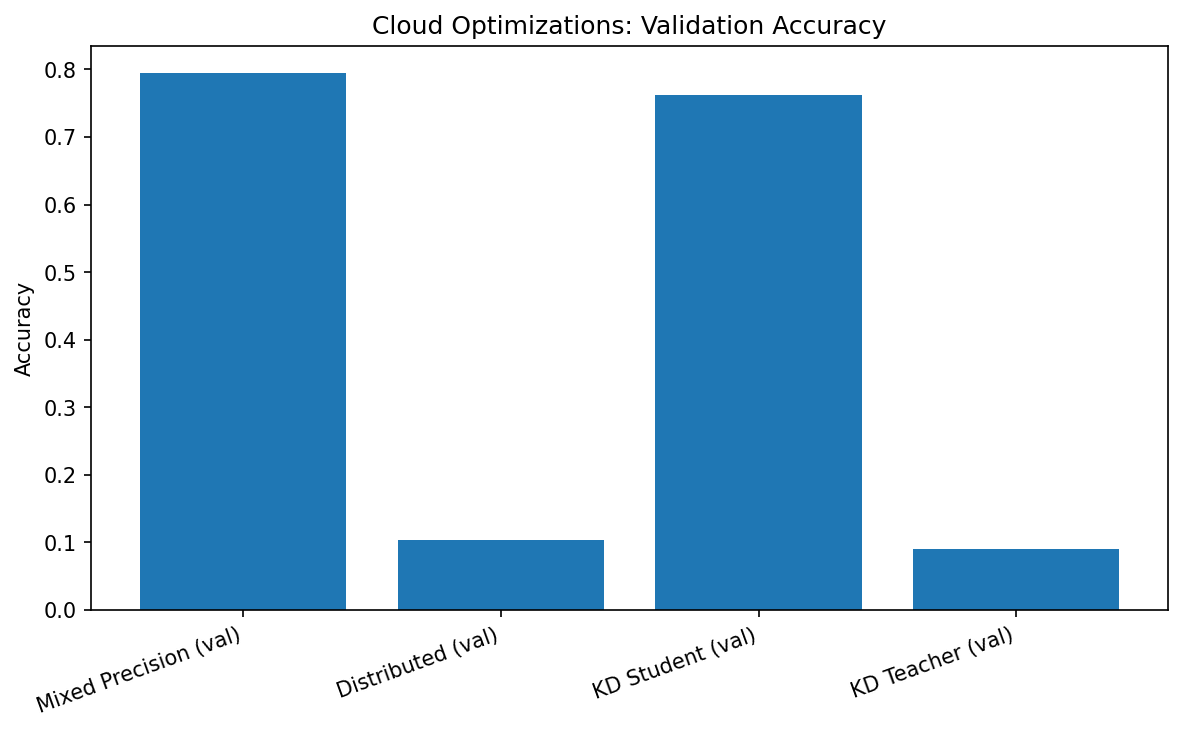 Cloud Optimizations: Validation Accuracy
Accuracy
0.8
0.7
0.6
0.5
0.4
0.3
0.2
0.1
0.0
Mixed Precision (val)
Distributed (val)
KD Student (val)
KD Teacher (val)